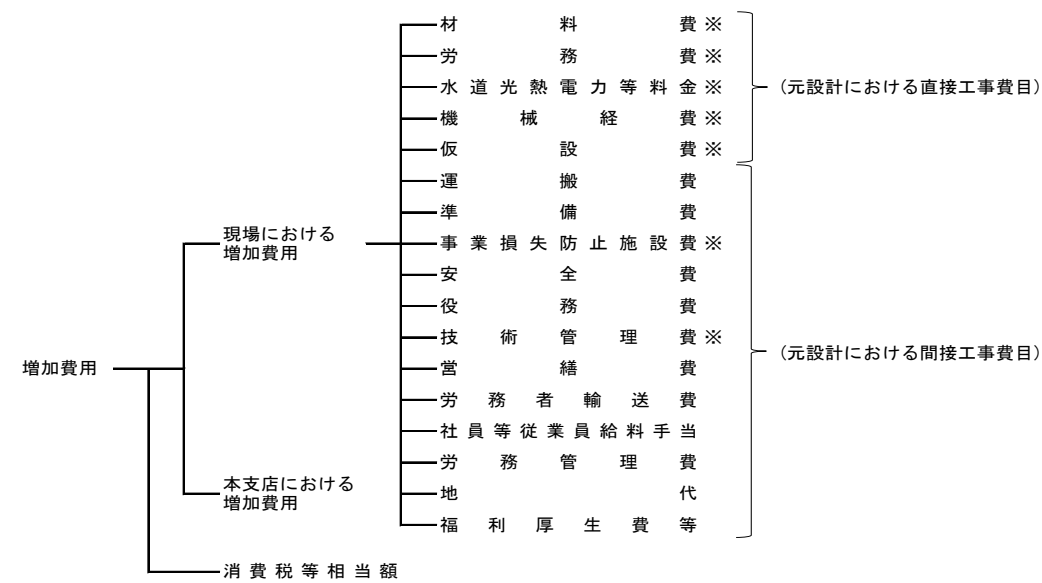 材料費※
労務費※
水道光熱電力等料金※
機械経費※
仮設費※
(元設計における直接工事費目)
運搬費
準備費
事業損失防止施設費※
安全費
役務費
技術管理費※
営繕費
労務者輸送費
社員等従業員給料手当
労務管理費
地代
福利厚生費等
(元設計における間接工事費目)
現場における
増加費用
増加費用
本支店における
増加費用
消費税等相当額